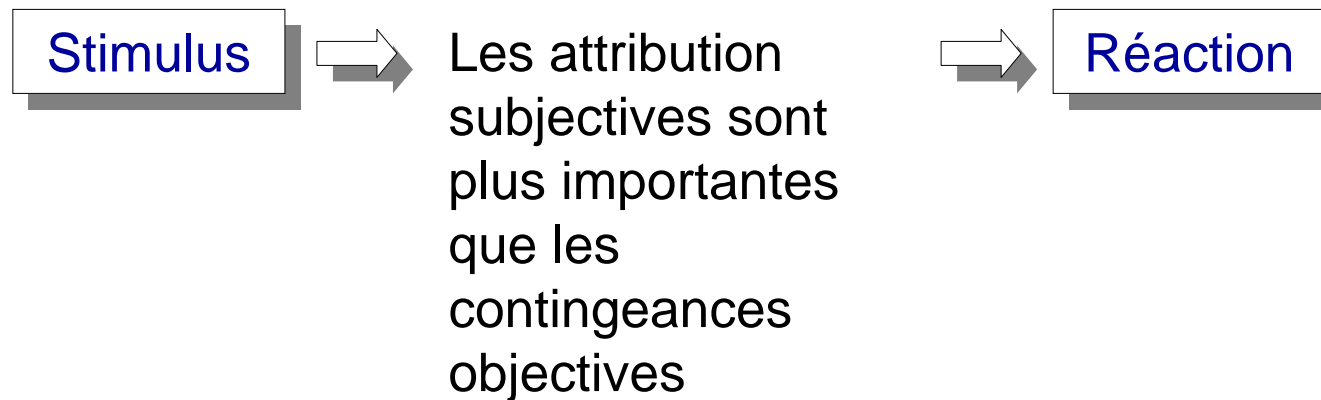 Stimulus
Les attribution
subjectives sont
plus importantes
que les
contingeances
objectives
Réaction